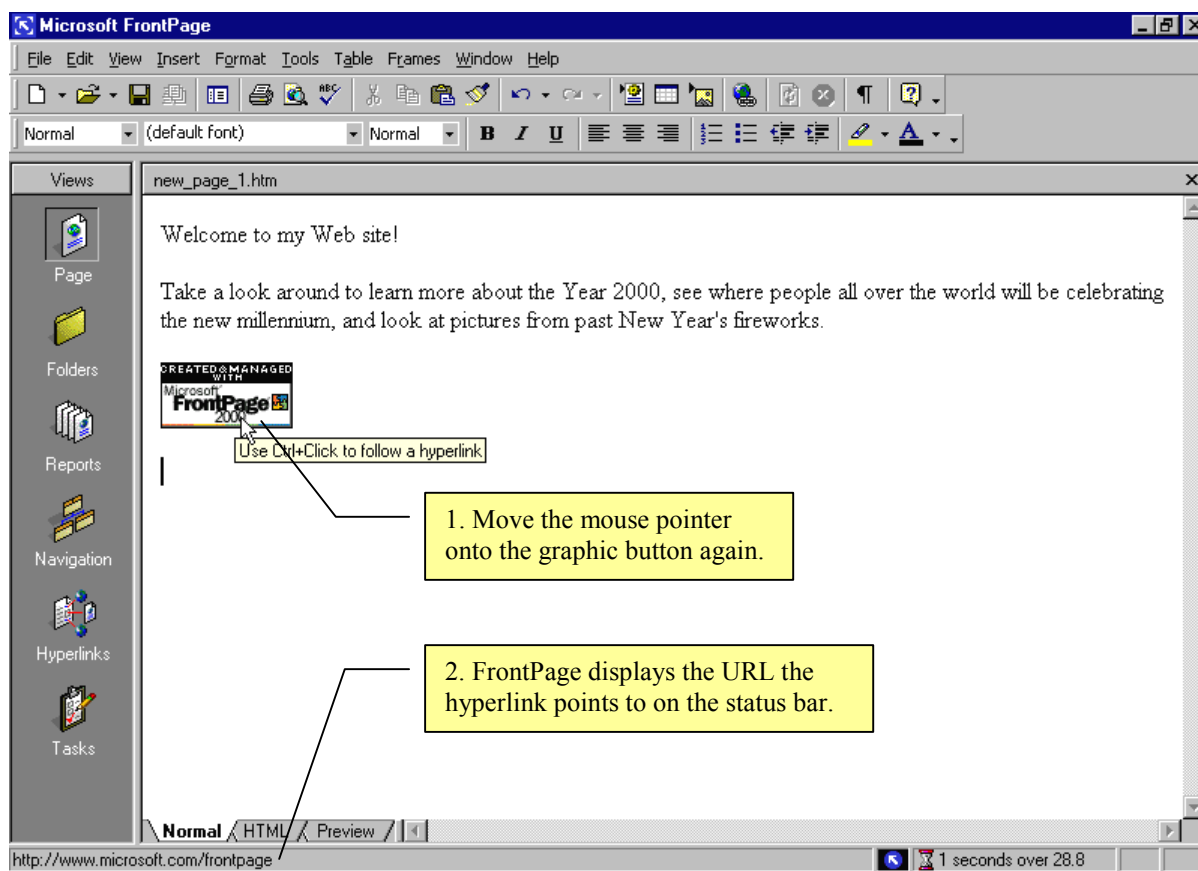 Microsoft FrontPage
File Edit View Insert Format Tools Table Frames Window Help
ABC
Normal (default font) Normal B I U A
Views
new_page_1.htm
Page
Folders
Reports
Navigation
Hyperlinks
Tasks
Welcome to my Web site!
Take a look around to learn more about the Year 2000, see where people all over the world will be celebrating
the new millennium, and look at pictures from past New Year's fireworks.
CREATED & MANAGED
WITH
Microsoft
FrontPage
2000
Use Ctrl+Click to follow a hyperlink
1. Move the mouse pointer
onto the graphic button again.
2. FrontPage displays the URL the
hyperlink points to on the status bar.
Normal HTML Preview
http://www.microsoft.com/frontpage
1 seconds over 28.8